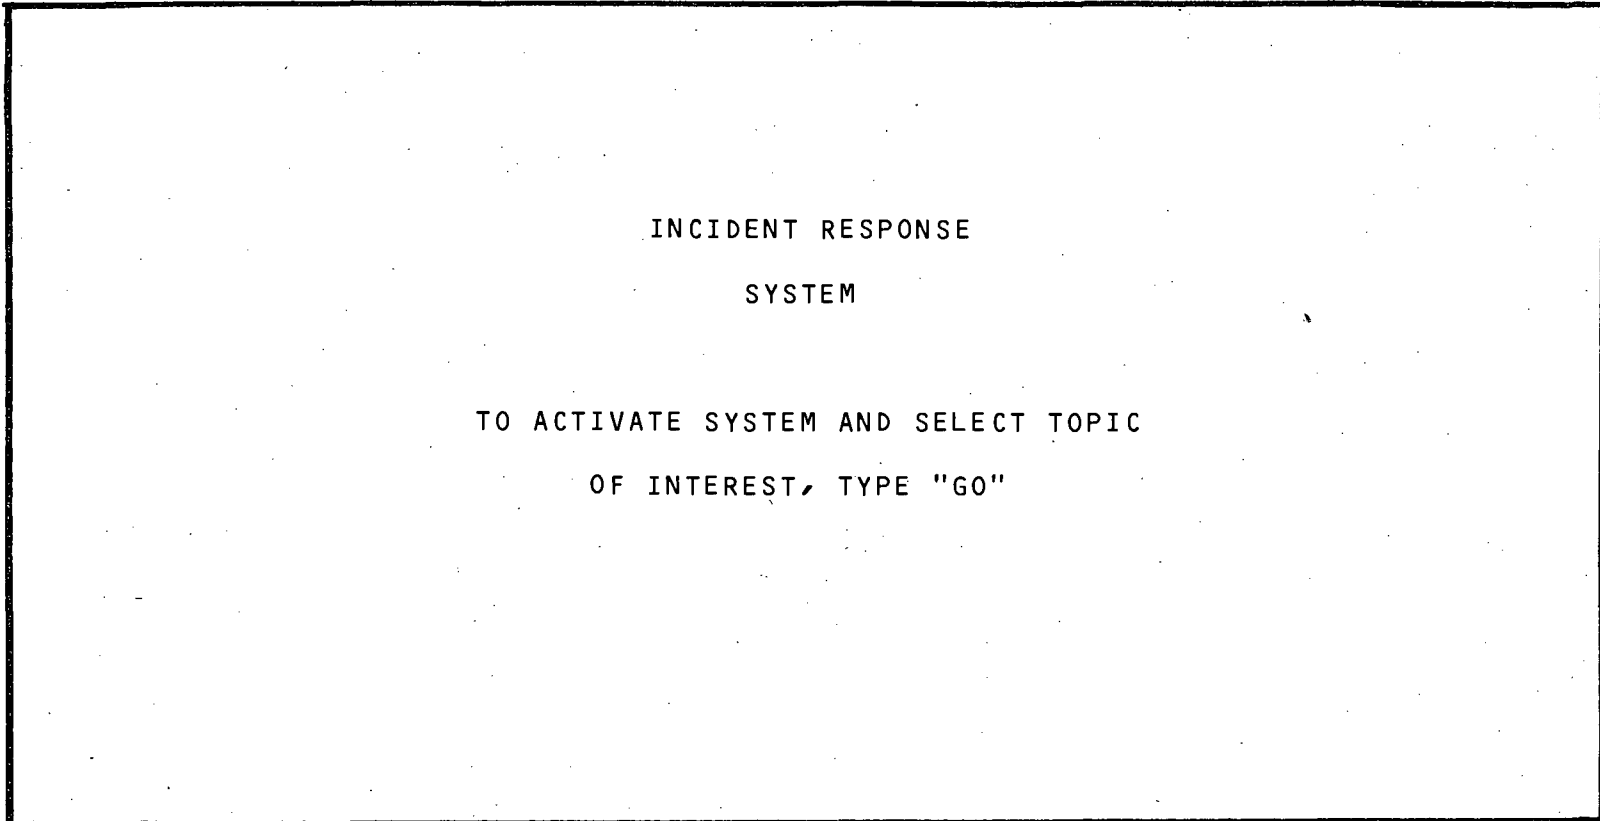 INCIDENT RESPONSE
SYSTEM
TO ACTIVATE SYSTEM AND SELECT TOPIC
OF INTEREST, TYPE "GO"